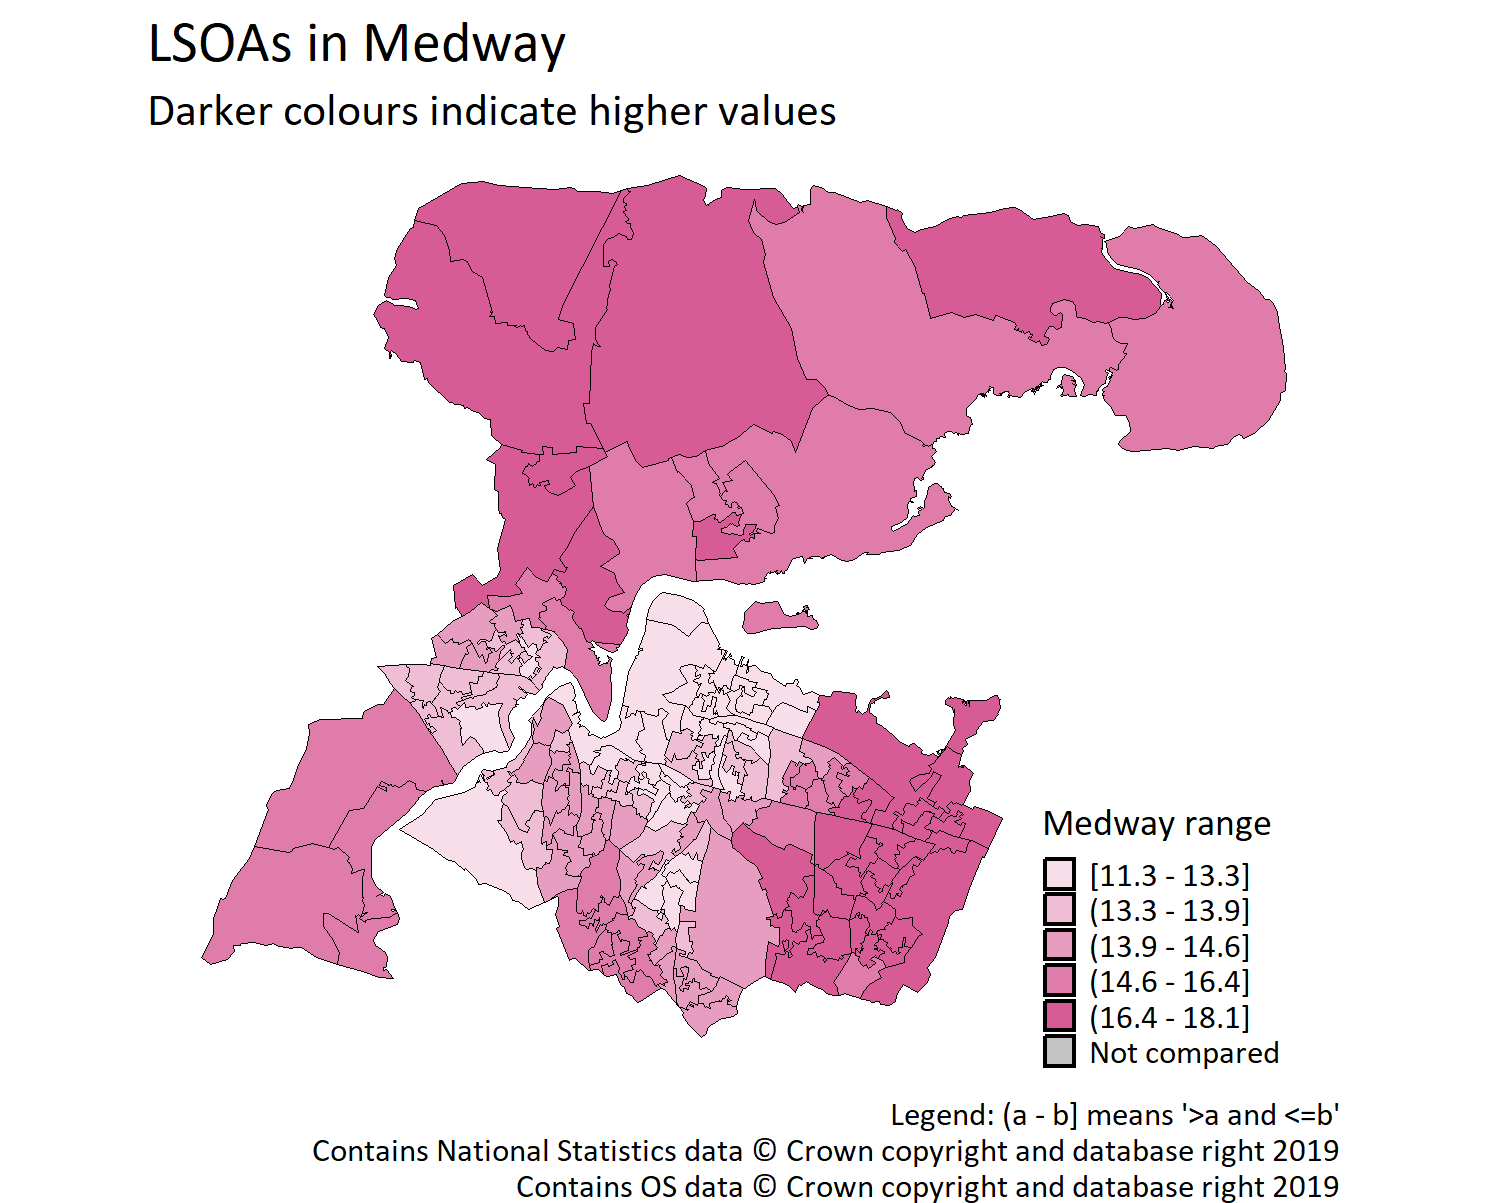 LSOAs in Medway
Darker colours indicate higher values
Medway range
[11.3 - 13.3]
(13.3 - 13.9]
(13.9 - 14.6]
(14.6 - 16.4]
(16.4 - 18.1]
Not compared
Legend: (a - b] means '>a and <=b'
Contains National Statistics data © Crown copyright and database right 2019
Contains OS data © Crown copyright and database right 2019